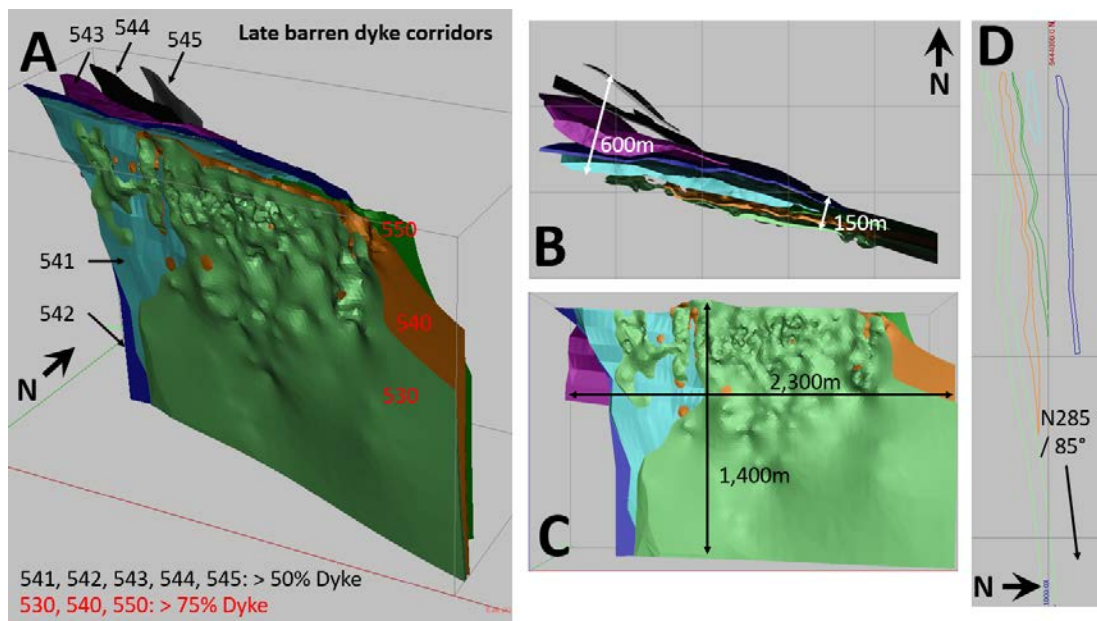 A
543
544
545
Late barren dyke corridors
550
541
542
540
530
N
541, 542, 543, 544, 545: > 50% Dyke
530, 540, 550: > 75% Dyke
N
600m
150m
B
2,300m
1,400m
C
D
N285
/ 85°
N